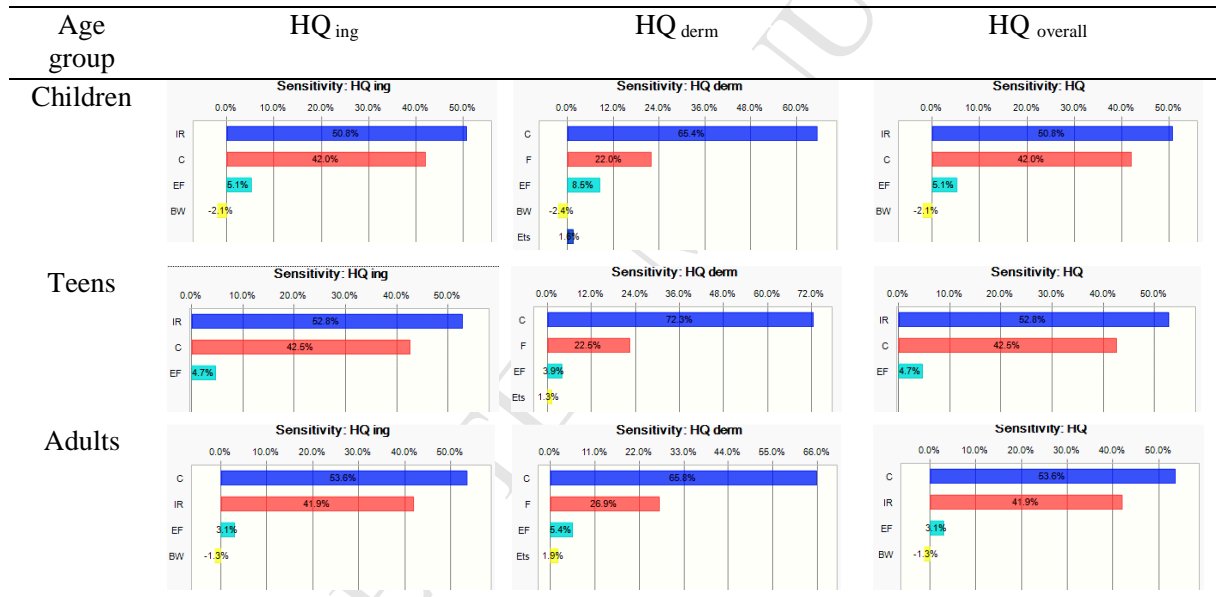 Age group HQ ing HQ derm HQ overall
Children
Sensitivity: HQ ing
0.0% 10.0% 20.0% 30.0% 40.0% 50.0%
IR 50.8%
C 42.0%
EF 5.1%
BW -2.1%
Sensitivity: HQ derm
0.0% 12.0% 24.0% 36.0% 48.0% 60.0%
C 65.4%
F 22.0%
EF 8.5%
BW -2.4%
Ets 1.6%
Sensitivity: HQ
0.0% 10.0% 20.0% 30.0% 40.0% 50.0%
IR 50.8%
C 42.0%
EF 5.1%
BW -2.1%
Teens
Sensitivity: HQ ing
0.0% 10.0% 20.0% 30.0% 40.0% 50.0%
IR 52.8%
C 42.5%
EF 4.7%
Sensitivity: HQ derm
0.0% 12.0% 24.0% 36.0% 48.0% 60.0% 72.0%
C 72.3%
F 22.5%
EF 3.9%
Ets 1.3%
Sensitivity: HQ
0.0% 10.0% 20.0% 30.0% 40.0% 50.0%
IR 52.8%
C 42.5%
EF 4.7%
Adults
Sensitivity: HQ ing
0.0% 10.0% 20.0% 30.0% 40.0% 50.0%
C 53.6%
IR 41.9%
EF 3.1%
BW -1.3%
Sensitivity: HQ derm
0.0% 11.0% 22.0% 33.0% 44.0% 55.0% 66.0%
C 65.8%
F 26.9%
EF 5.4%
Ets 1.9%
Sensitivity: HQ
0.0% 10.0% 20.0% 30.0% 40.0% 50.0%
C 53.6%
IR 41.9%
EF 3.1%
BW -1.3%